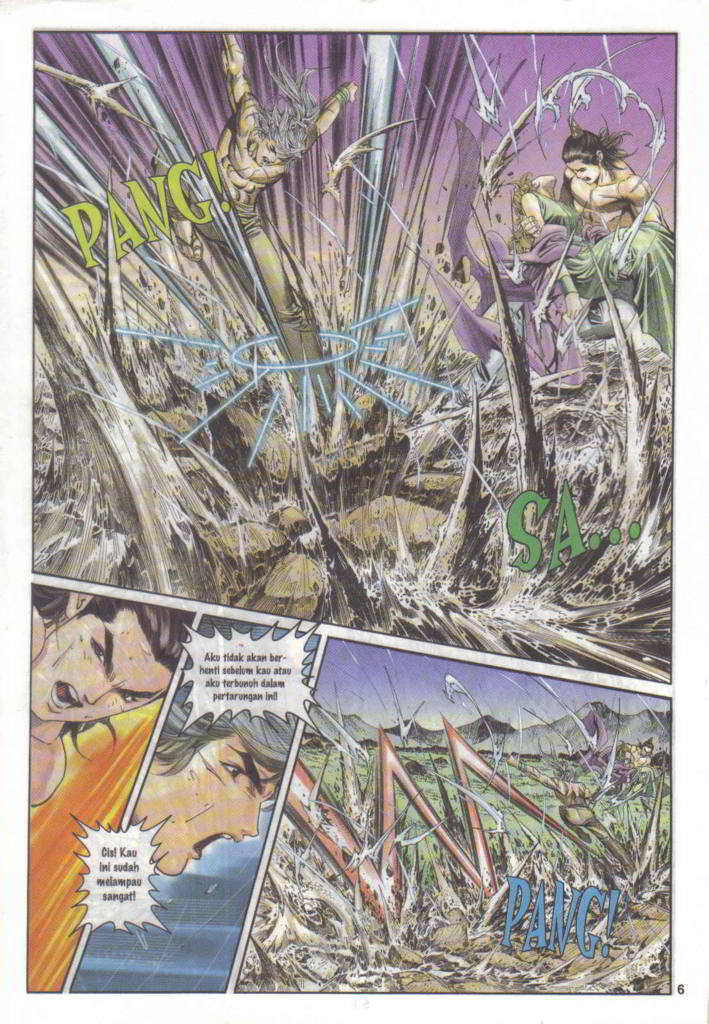 PANG!
SA...
Aku tidak akan ber-
henti sebelum kau atau
aku terbunuh dalam
pertarungan ini!
Cis! Kau
ini sudah
melampau
sangat!
PANG!
6